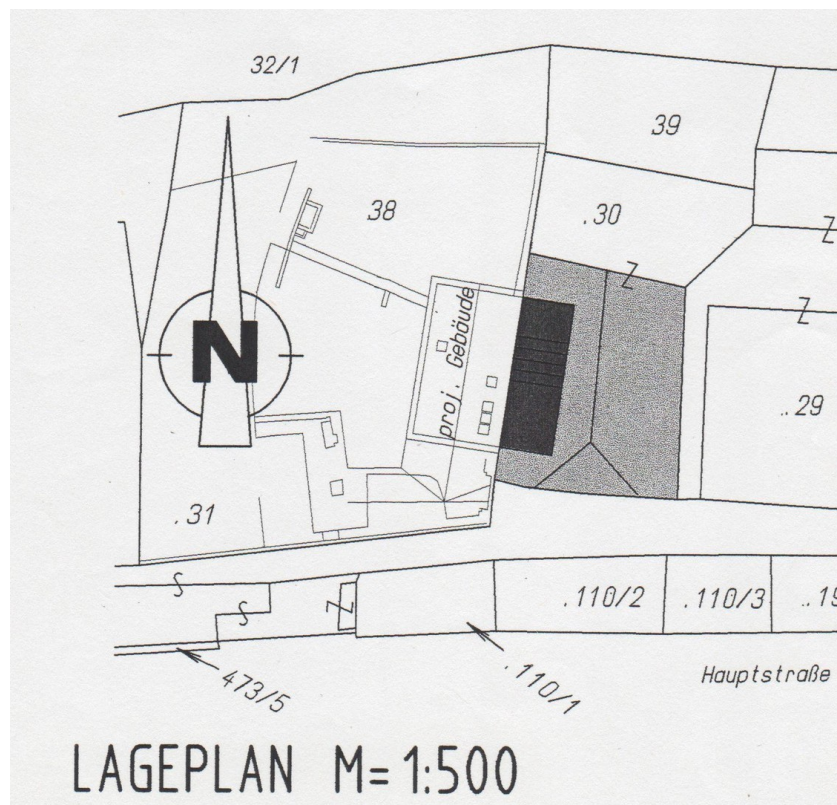 32/1
39
38
.30
N
proj. Gebäude
..29
.31
.110/2
.110/3
..19
473/5
.110/1
Hauptstraße
LAGEPLAN M= 1:500